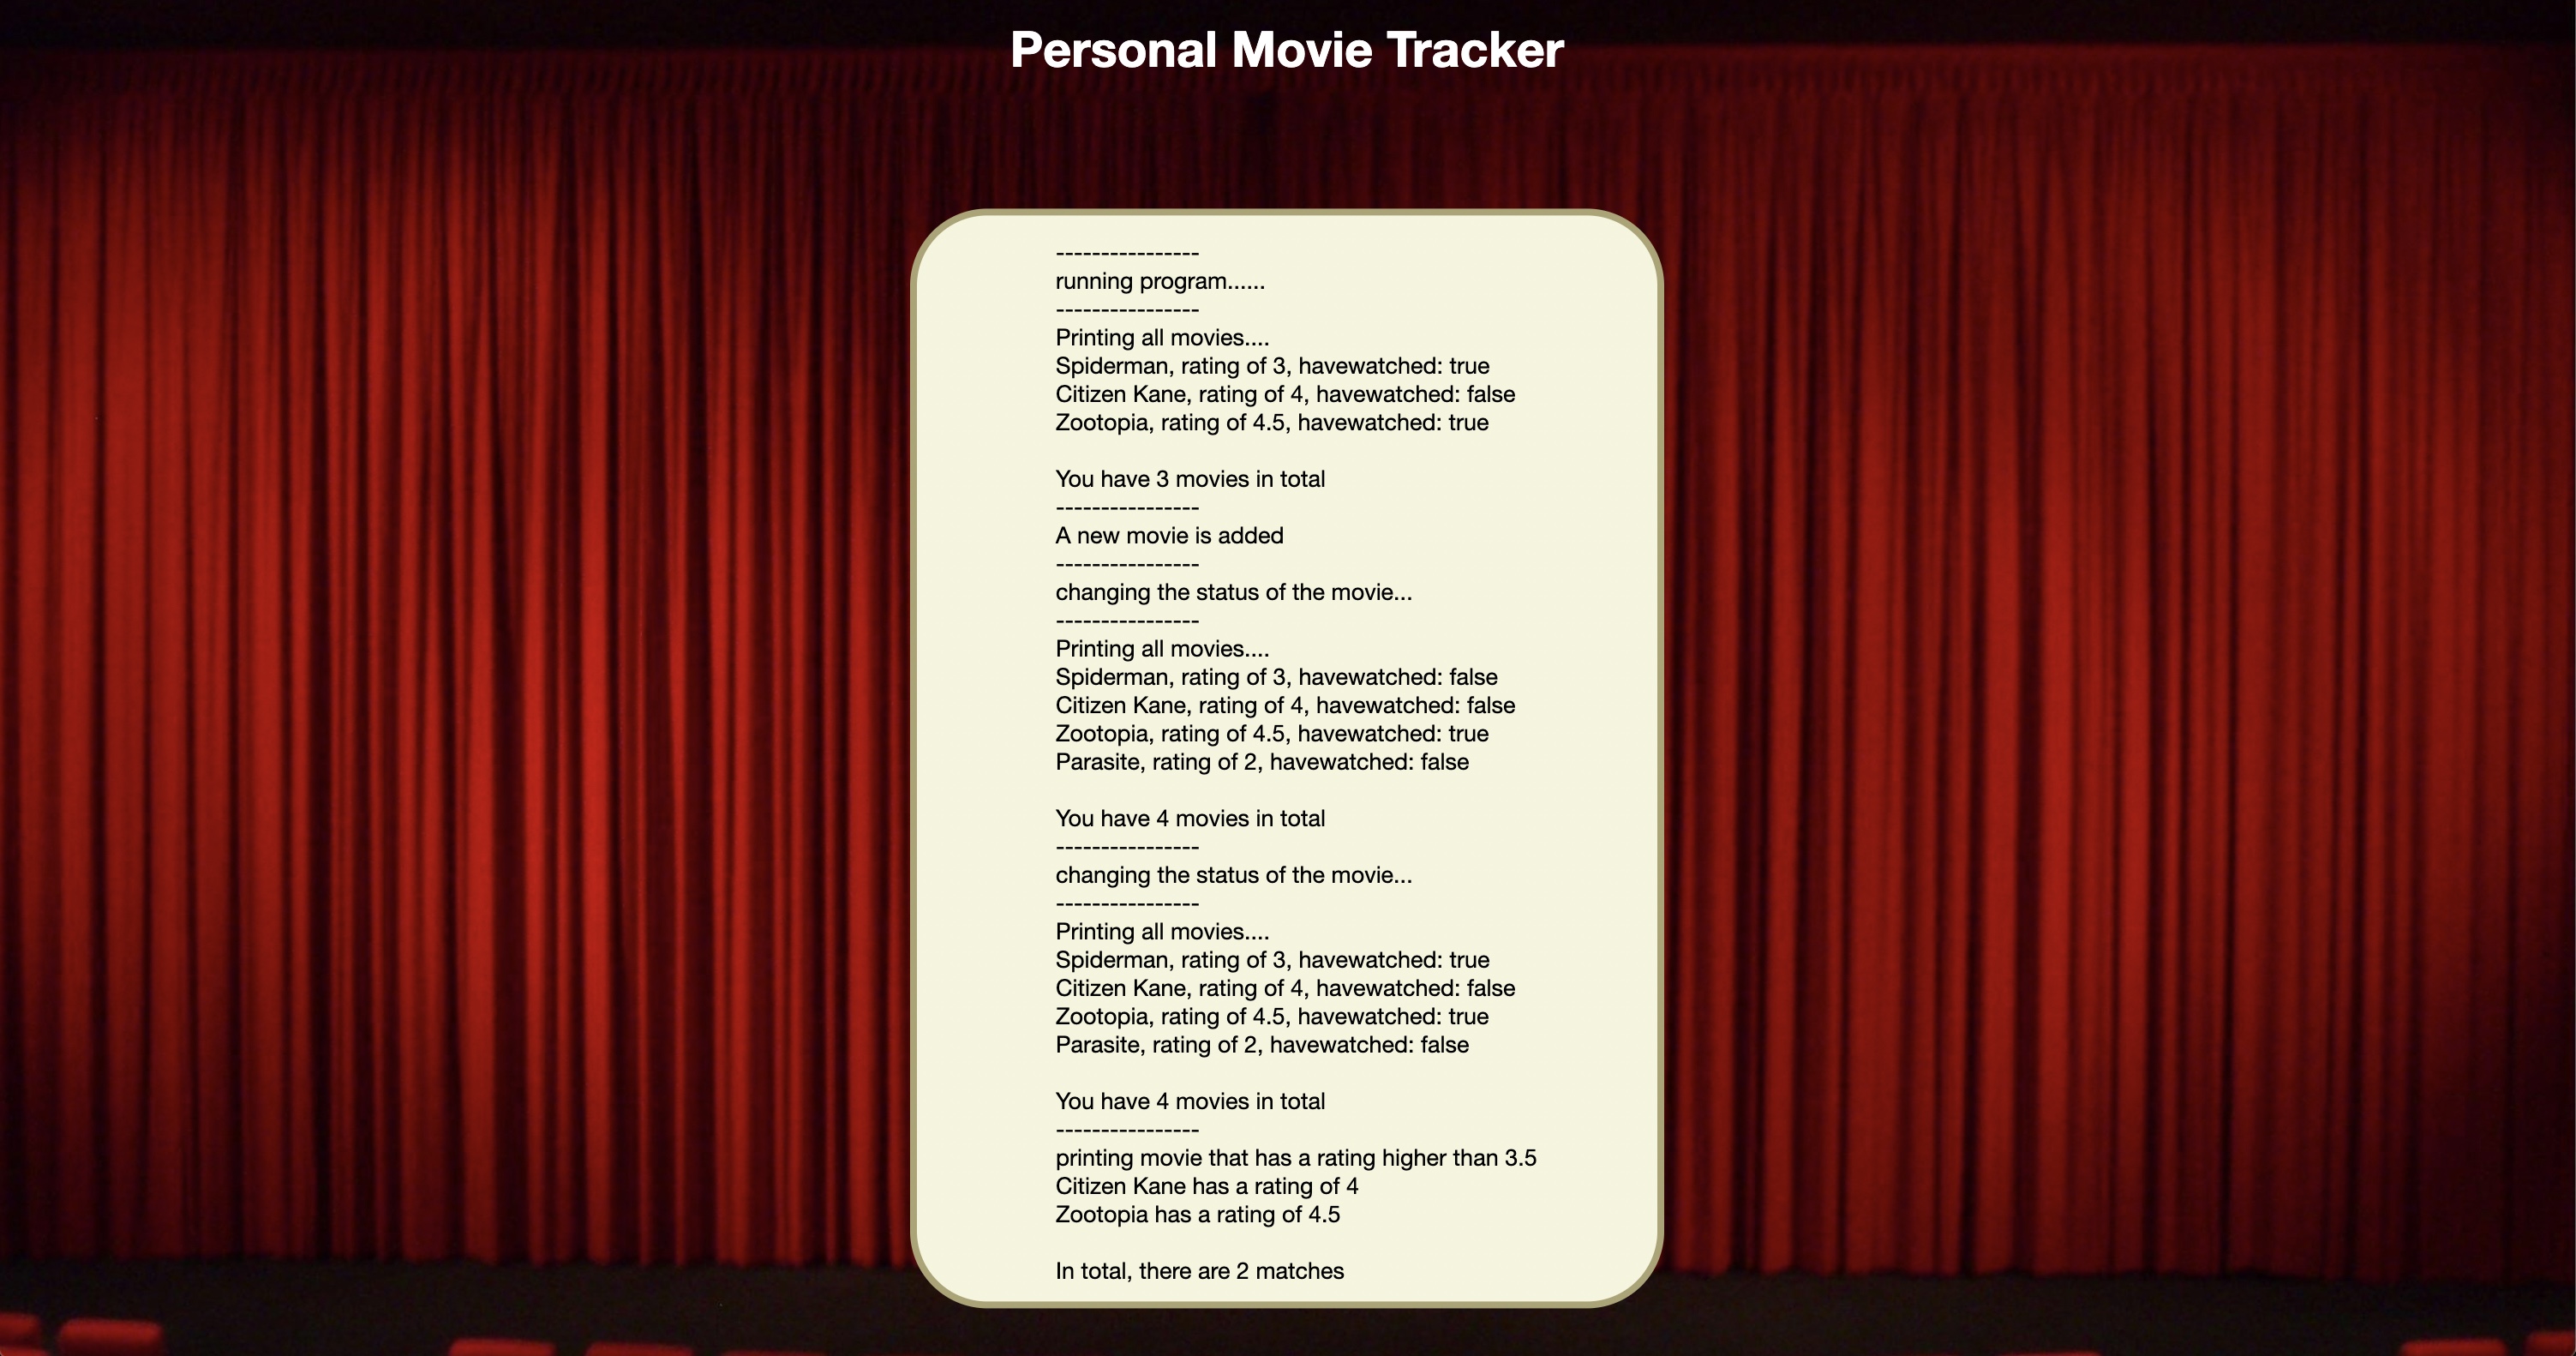 Personal Movie Tracker
----------------
running program......
----------------
Printing all movies....
Spiderman, rating of 3, havewatched: true
Citizen Kane, rating of 4, havewatched: false
Zootopia, rating of 4.5, havewatched: true
You have 3 movies in total
----------------
A new movie is added
----------------
changing the status of the movie...
----------------
Printing all movies....
Spiderman, rating of 3, havewatched: false
Citizen Kane, rating of 4, havewatched: false
Zootopia, rating of 4.5, havewatched: true
Parasite, rating of 2, havewatched: false
You have 4 movies in total
----------------
changing the status of the movie...
----------------
Printing all movies....
Spiderman, rating of 3, havewatched: true
Citizen Kane, rating of 4, havewatched: false
Zootopia, rating of 4.5, havewatched: true
Parasite, rating of 2, havewatched: false
You have 4 movies in total
----------------
printing movie that has a rating higher than 3.5
Citizen Kane has a rating of 4
Zootopia has a rating of 4.5
In total, there are 2 matches